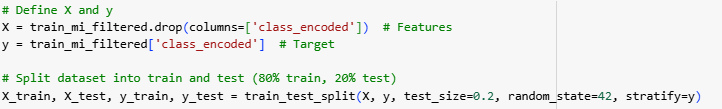 # Define X and y
X = train_mi_filtered.drop(columns=['class_encoded'])  # Features
y = train_mi_filtered['class_encoded']  # Target
# Split dataset into train and test (80% train, 20% test)
X_train, X_test, y_train, y_test = train_test_split(X, y, test_size=0.2, random_state=42, stratify=y)